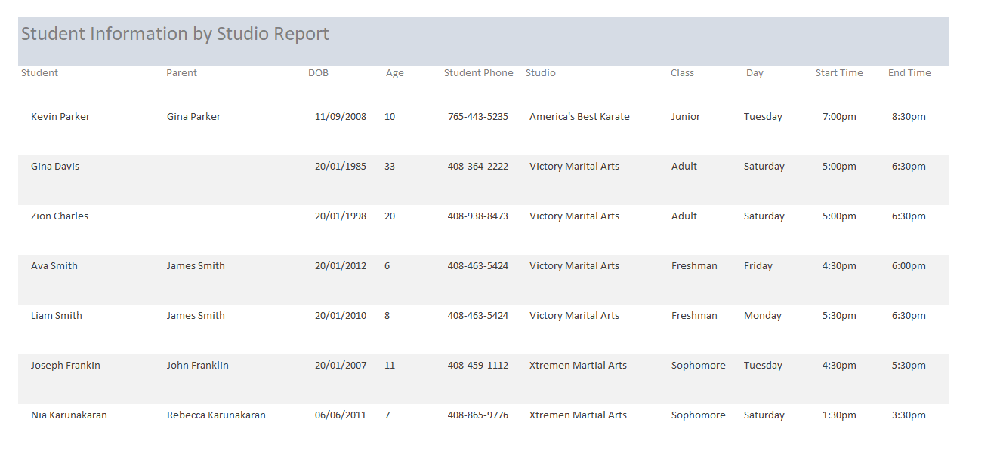 Student Information by Studio Report
Student Parent DOB Age Student Phone Studio Class Day Start Time End Time
Kevin Parker Gina Parker 11/09/2008 10 765-443-5235 America's Best Karate Junior Tuesday 7:00pm 8:30pm
Gina Davis 20/01/1985 33 408-364-2222 Victory Marital Arts Adult Saturday 5:00pm 6:30pm
Zion Charles 20/01/1998 20 408-938-8473 Victory Marital Arts Adult Saturday 5:00pm 6:30pm
Ava Smith James Smith 20/01/2012 6 408-463-5424 Victory Marital Arts Freshman Friday 4:30pm 6:00pm
Liam Smith James Smith 20/01/2010 8 408-463-5424 Victory Marital Arts Freshman Monday 5:30pm 6:30pm
Joseph Frankin John Franklin 20/01/2007 11 408-459-1112 Xtremen Martial Arts Sophomore Tuesday 4:30pm 5:30pm
Nia Karunakaran Rebecca Karunakaran 06/06/2011 7 408-865-9776 Xtremen Martial Arts Sophomore Saturday 1:30pm 3:30pm